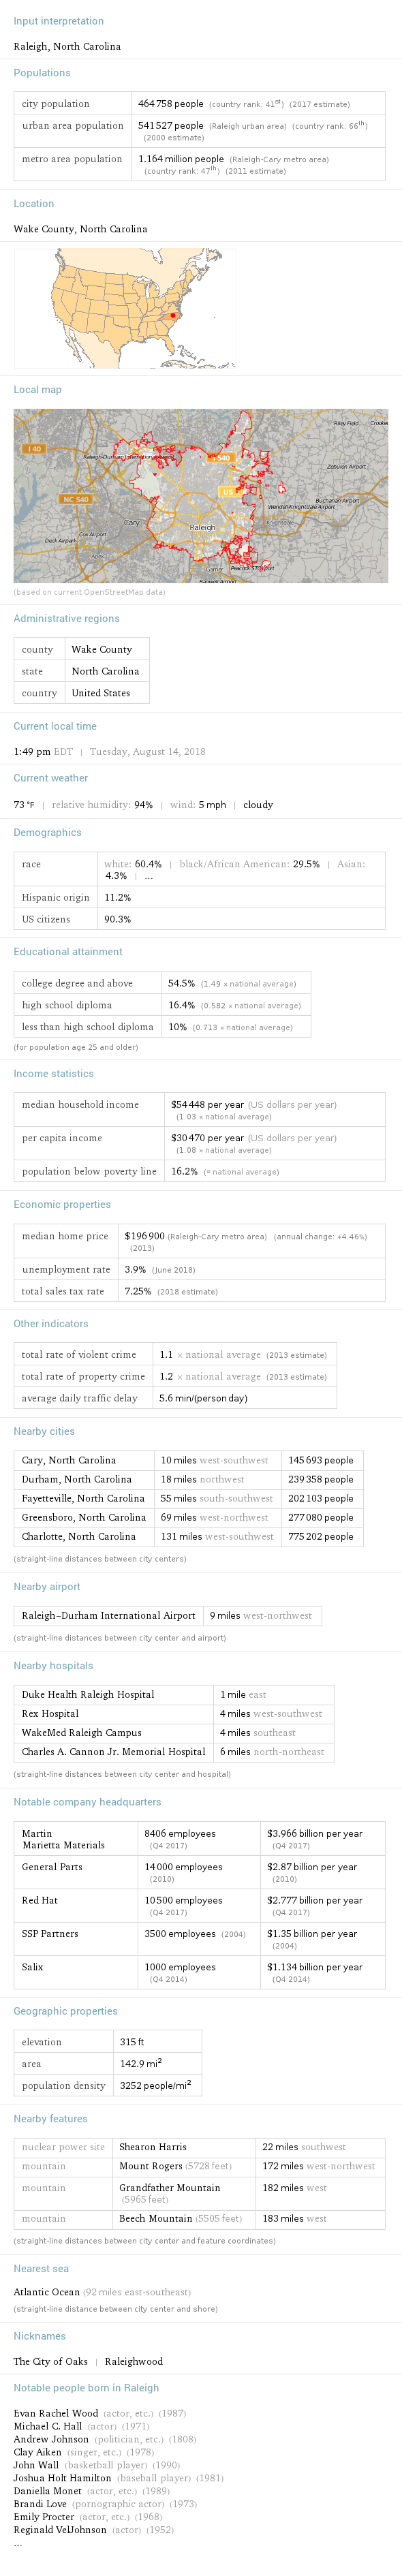 Input interpretation
Raleigh, North Carolina
Populations
city population 464 758 people (country rank: 41st) (2017 estimate)
urban area population 541 527 people (Raleigh urban area) (country rank: 66th)
(2000 estimate)
metro area population 1.164 million people (Raleigh-Cary metro area)
(country rank: 47th) (2011 estimate)
Location
Wake County, North Carolina
Local map
Riley Field
I 40
Raleigh-Durham International
540
Zebulon Airport
US
NC 540
Buchanan Airport
Wendell-Knightdale Airport
Cary
Raleigh
Knightdale
Cox Airport
Deck Airpark
Apex
Garner
Peacock STOLport
(based on current OpenStreetMap data)
Administrative regions
county Wake County
state North Carolina
country United States
Current local time
1:49 pm EDT | Tuesday, August 14, 2018
Current weather
73 °F | relative humidity: 94% | wind: 5 mph | cloudy
Demographics
race white: 60.4% | black/African American: 29.5% | Asian:
4.3% | ...
Hispanic origin 11.2%
US citizens 90.3%
Educational attainment
college degree and above 54.5% (1.49 × national average)
high school diploma 16.4% (0.582 × national average)
less than high school diploma 10% (0.713 × national average)
(for population age 25 and older)
Income statistics
median household income $54 448 per year (US dollars per year)
(1.03 × national average)
per capita income $30 470 per year (US dollars per year)
(1.08 × national average)
population below poverty line 16.2% (≈ national average)
Economic properties
median home price $196 900 (Raleigh-Cary metro area) (annual change: +4.46%)
(2013)
unemployment rate 3.9% (June 2018)
total sales tax rate 7.25% (2018 estimate)
Other indicators
total rate of violent crime 1.1 × national average (2013 estimate)
total rate of property crime 1.2 × national average (2013 estimate)
average daily traffic delay 5.6 min/(person day)
Nearby cities
Cary, North Carolina 10 miles west-southwest 145 693 people
Durham, North Carolina 18 miles northwest 239 358 people
Fayetteville, North Carolina 55 miles south-southwest 202 103 people
Greensboro, North Carolina 69 miles west-northwest 277 080 people
Charlotte, North Carolina 131 miles west-southwest 775 202 people
(straight-line distances between city centers)
Nearby airport
Raleigh–Durham International Airport 9 miles west-northwest
(straight-line distances between city center and airport)
Nearby hospitals
Duke Health Raleigh Hospital 1 mile east
Rex Hospital 4 miles west-southwest
WakeMed Raleigh Campus 4 miles southeast
Charles A. Cannon Jr. Memorial Hospital 6 miles north-northeast
(straight-line distances between city center and hospital)
Notable company headquarters
Martin 8406 employees $3.966 billion per year
Marietta Materials (Q4 2017) (Q4 2017)
General Parts 14 000 employees $2.87 billion per year
(2010) (2010)
Red Hat 10 500 employees $2.777 billion per year
(Q4 2017) (Q4 2017)
SSP Partners 3500 employees (2004) $1.35 billion per year
(2004)
Salix 1000 employees $1.134 billion per year
(Q4 2014) (Q4 2014)
Geographic properties
elevation 315 ft
area 142.9 mi²
population density 3252 people/mi²
Nearby features
nuclear power site Shearon Harris 22 miles southwest
mountain Mount Rogers (5728 feet) 172 miles west-northwest
mountain Grandfather Mountain 182 miles west
(5965 feet)
mountain Beech Mountain (5505 feet) 183 miles west
(straight-line distances between city center and feature coordinates)
Nearest sea
Atlantic Ocean (92 miles east-southeast)
(straight-line distance between city center and shore)
Nicknames
The City of Oaks | Raleighwood
Notable people born in Raleigh
Evan Rachel Wood (actor, etc.) (1987)
Michael C. Hall (actor) (1971)
Andrew Johnson (politician, etc.) (1808)
Clay Aiken (singer, etc.) (1978)
John Wall (basketball player) (1990)
Joshua Holt Hamilton (baseball player) (1981)
Daniella Monet (actor, etc.) (1989)
Brandi Love (pornographic actor) (1973)
Emily Procter (actor, etc.) (1968)
Reginald VelJohnson (actor) (1952)
...